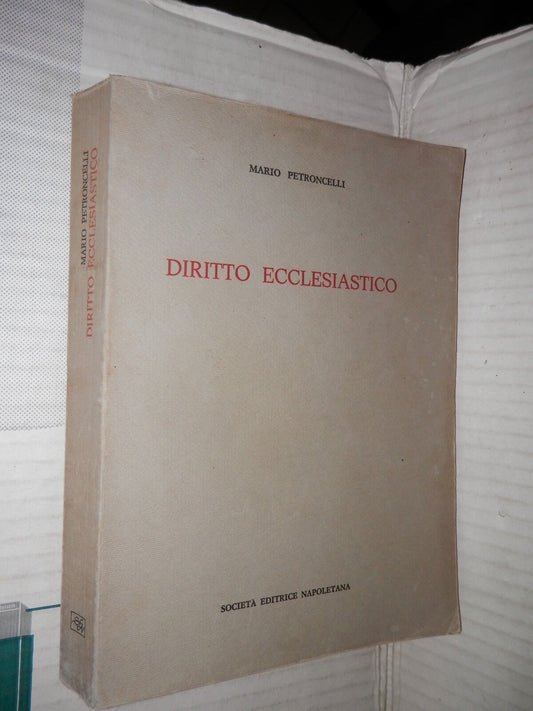 MARIO PETRONCELLI
DIRITTO ECCLESIASTICO
SOCIETÀ EDITRICE NAPOLETANA
MARIO PETRONCELLI
DIRITTO ECCLESIASTICO